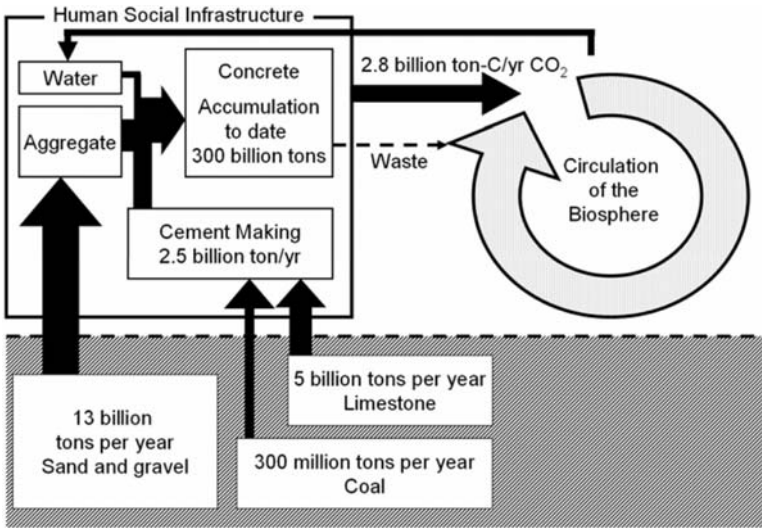 Human Social Infrastructure
Water
Aggregate
Concrete
Accumulation
to date
300 billion tons
2.8 billion ton-C/yr CO₂
Waste
Circulation
of the
Biosphere
Cement Making
2.5 billion ton/yr
13 billion
tons per year
Sand and gravel
5 billion tons per year
Limestone
300 million tons per year
Coal